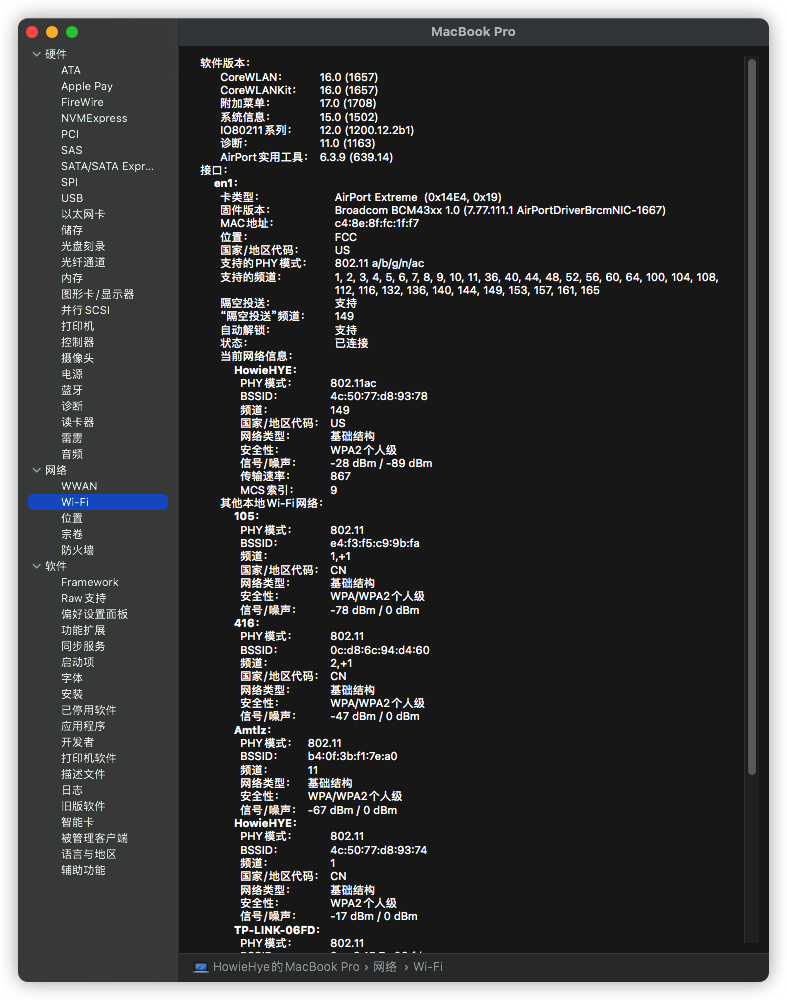 MacBook Pro
硬件
ATA
Apple Pay
FireWire
NVMExpress
PCI
SAS
SATA/SATA Expr...
SPI
USB
以太网卡
储存
光盘刻录
光纤通道
内存
图形卡/显示器
并行SCSI
打印机
控制器
摄像头
电源
蓝牙
诊断
读卡器
雷雳
音频
网络
WWAN
Wi-Fi
位置
宗卷
防火墙
软件
Framework
Raw支持
偏好设置面板
功能扩展
同步服务
启动项
字体
安装
已停用软件
应用程序
开发者
打印机软件
描述文件
日志
旧版软件
智能卡
被管理客户端
语言与地区
辅助功能
软件版本：
CoreWLAN： 16.0 (1657)
CoreWLANKit： 16.0 (1657)
附加菜单： 17.0 (1708)
系统信息： 15.0 (1502)
IO80211系列： 12.0 (1200.12.2b1)
诊断： 11.0 (1163)
AirPort实用工具： 6.3.9 (639.14)
接口：
en1：
卡类型： AirPort Extreme  (0x14E4, 0x19)
固件版本： Broadcom BCM43xx 1.0 (7.77.111.1 AirPortDriverBrcmNIC-1667)
MAC地址： c4:8e:8f:fc:1f:f7
位置： FCC
国家/地区代码： US
支持的PHY模式： 802.11 a/b/g/n/ac
支持的频道： 1, 2, 3, 4, 5, 6, 7, 8, 9, 10, 11, 36, 40, 44, 48, 52, 56, 60, 64, 100, 104, 108,
112, 116, 132, 136, 140, 144, 149, 153, 157, 161, 165
隔空投送： 支持
“隔空投送”频道： 149
自动解锁： 支持
状态： 已连接
当前网络信息：
HowieHYE：
PHY模式： 802.11ac
BSSID： 4c:50:77:d8:93:78
频道： 149
国家/地区代码： US
网络类型： 基础结构
安全性： WPA2个人级
信号/噪声： -28 dBm / -89 dBm
传输速率： 867
MCS索引： 9
其他本地Wi-Fi网络：
105：
PHY模式： 802.11
BSSID： e4:f3:f5:c9:9b:fa
频道： 1,+1
国家/地区代码： CN
网络类型： 基础结构
安全性： WPA/WPA2个人级
信号/噪声： -78 dBm / 0 dBm
416：
PHY模式： 802.11
BSSID： 0c:d8:6c:94:d4:60
频道： 2,+1
国家/地区代码： CN
网络类型： 基础结构
安全性： WPA/WPA2个人级
信号/噪声： -47 dBm / 0 dBm
Amtlz：
PHY模式： 802.11
BSSID： b4:0f:3b:f1:7e:a0
频道： 11
网络类型： 基础结构
安全性： WPA/WPA2个人级
信号/噪声： -67 dBm / 0 dBm
HowieHYE：
PHY模式： 802.11
BSSID： 4c:50:77:d8:93:74
频道： 1
国家/地区代码： CN
网络类型： 基础结构
安全性： WPA2个人级
信号/噪声： -17 dBm / 0 dBm
TP-LINK-06FD：
PHY模式： 802.11
HowieHye的MacBook Pro › 网络 › Wi-Fi